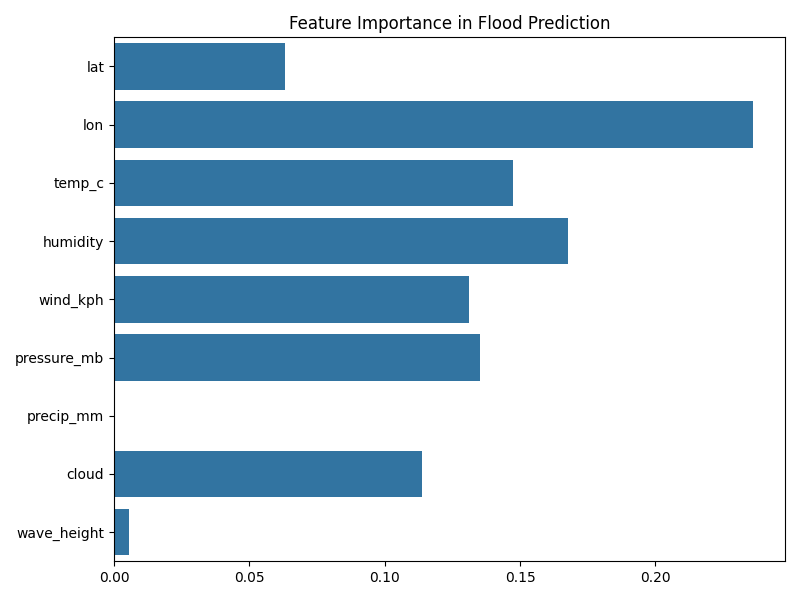 Feature Importance in Flood Prediction
lat
lon
temp_c
humidity
wind_kph
pressure_mb
precip_mm
cloud
wave_height
0.00 0.05 0.10 0.15 0.20